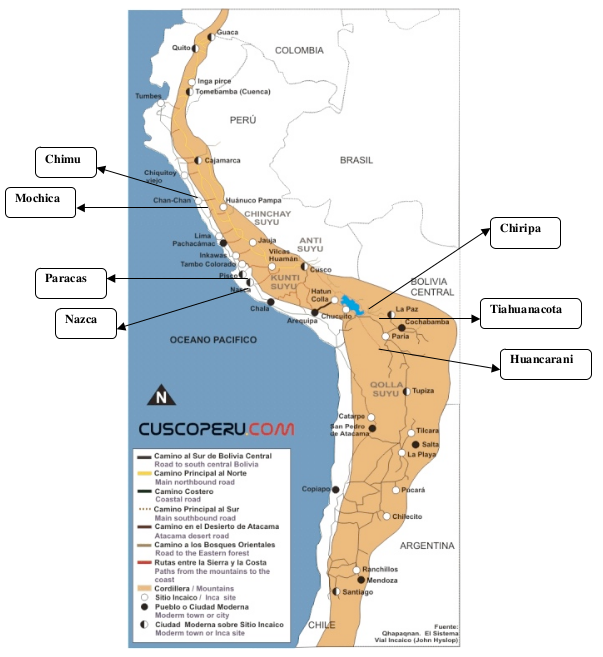 Guaca
COLOMBIA
Quito
Inga pirce
Tomebamba (Cuenca)
Tumbes
PERÚ
Chimu
Cajamarca
BRASIL
Chiquitoy
viejo
Mochica
Chan-Chan
Huánuco Pampa
CHINCHAY
SUYU
Chiripa
Lima
Pachacámac
Jauja
ANTI
SUYU
Inkawas
Vilcas
Huamán
Tambo Colorado
Cusco
Paracas
Pisco
KUNTI
SUYU
BOLIVIA
CENTRAL
Nazca
Hatun
Colla
Nazca
Chala
Arequipa
Chucuito
La Paz
Tiahuanacota
Cochabamba
Paria
OCEANO PACIFICO
Huancarani
QOLLA
SUYU
Tupiza
N
CUSCOPERU.COM
Catarpe
San Pedro
de Atacama
Tilcara
Salta
La Playa
Camino al Sur de Bolivia Central
Road to south central Bolivia
Camino Principal al Norte
Main northbound road
Camino Costero
Coastal road
Camino Principal al Sur
Main southbound road
Camino en el Desierto de Atacama
Atacama desert road
Camino a los Bosques Orientales
Road to the Eastern forest
Rutas entre la Sierra y la Costa
Paths from the mountains to the
coast
Cordillera / Mountains
Sitio Incaico / Inca site
Pueblo o Ciudad Moderna
Moderm town or city
Ciudad Moderna sobre Sitio Incaico
Moderm town or Inca site
Copiapo
Pucará
Chilecito
ARGENTINA
Ranchillos
Mendoza
Santiago
CHILE
Fuente:
Qhapaqnan. El Sistema
Vial Incaico (John Hyslop)